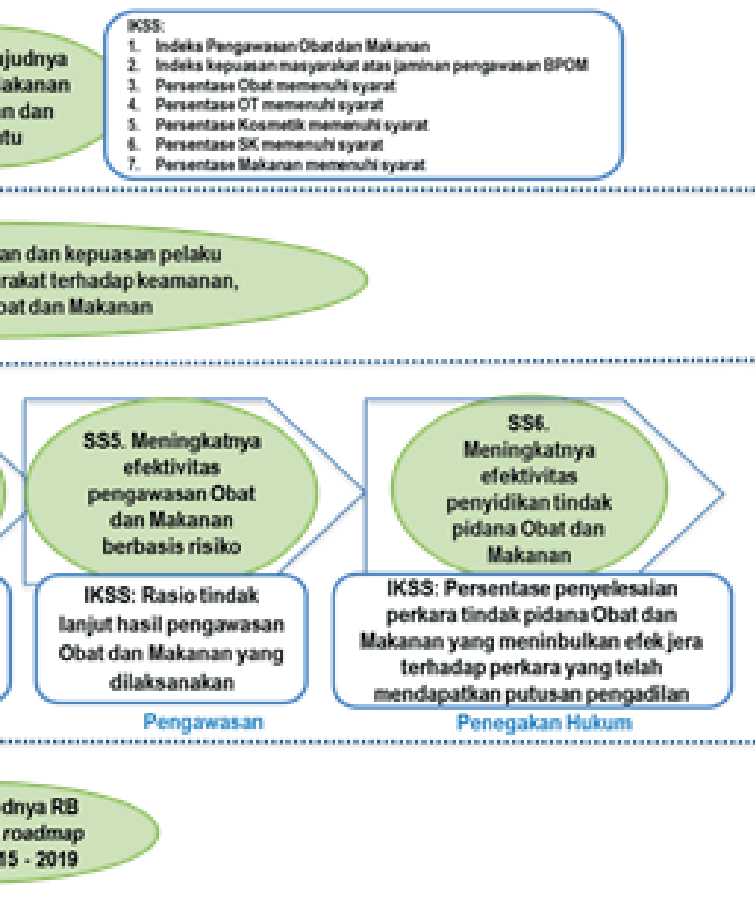 ajudnya
akanan
an dan
utu
IKSS:
1. Indeks Pengawasan Obat dan Makanan
2. Indeks kepuasan masyarakat atas jaminan pengawasan BPOM
3. Persentase Obat memenuhi syarat
4. Persentase OT memenuhi syarat
5. Persentase Kosmetik memenuhi syarat
6. Persentase SK memenuhi syarat
7. Persentase Makanan memenuhi syarat
an dan kepuasan pelaku
rakat terhadap keamanan,
bat dan Makanan
SS5. Meningkatnya
efektivitas
pengawasan Obat
dan Makanan
berbasis risiko
IKSS: Rasio tindak
lanjut hasil pengawasan
Obat dan Makanan yang
dilaksanakan
Pengawasan
SS6.
Meningkatnya
efektivitas
penyidikan tindak
pidana Obat dan
Makanan
IKSS: Persentase penyelesaian
perkara tindak pidana Obat dan
Makanan yang meninbulkan efek jera
terhadap perkara yang telah
mendapatkan putusan pengadilan
Penegakan Hukum
dnya RB
roadmap
15 - 2019